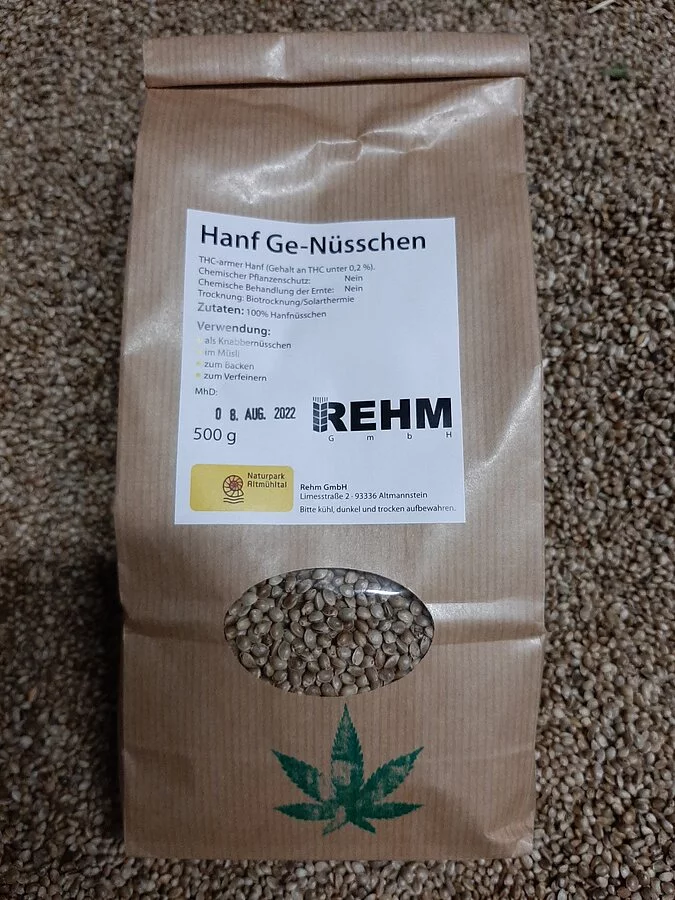 Hanf Ge-Nüsschen
THC-armer Hanf (Gehalt an THC unter 0,2 %).
Chemischer Pflanzenschutz: Nein
Chemische Behandlung der Ernte: Nein
Trocknung: Biotrocknung/Solarthermie
Zutaten: 100% Hanfnüsschen
Verwendung:
als Knabbernüsschen
im Müsli
zum Backen
zum Verfeinern
MhD:
0 8. AUG. 2022
500 g
REHM
GmbH
Naturpark
Altmühltal
Rehm GmbH
Limesstraße 2 · 93336 Altmannstein
Bitte kühl, dunkel und trocken aufbewahren.